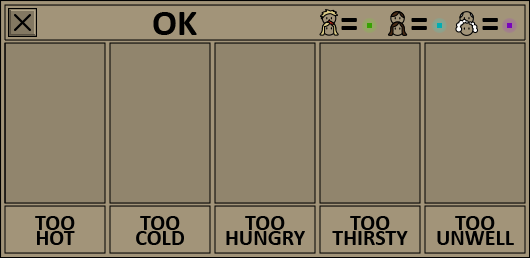 OK
= = =
TOO
HOT
TOO
COLD
TOO
HUNGRY
TOO
THIRSTY
TOO
UNWELL